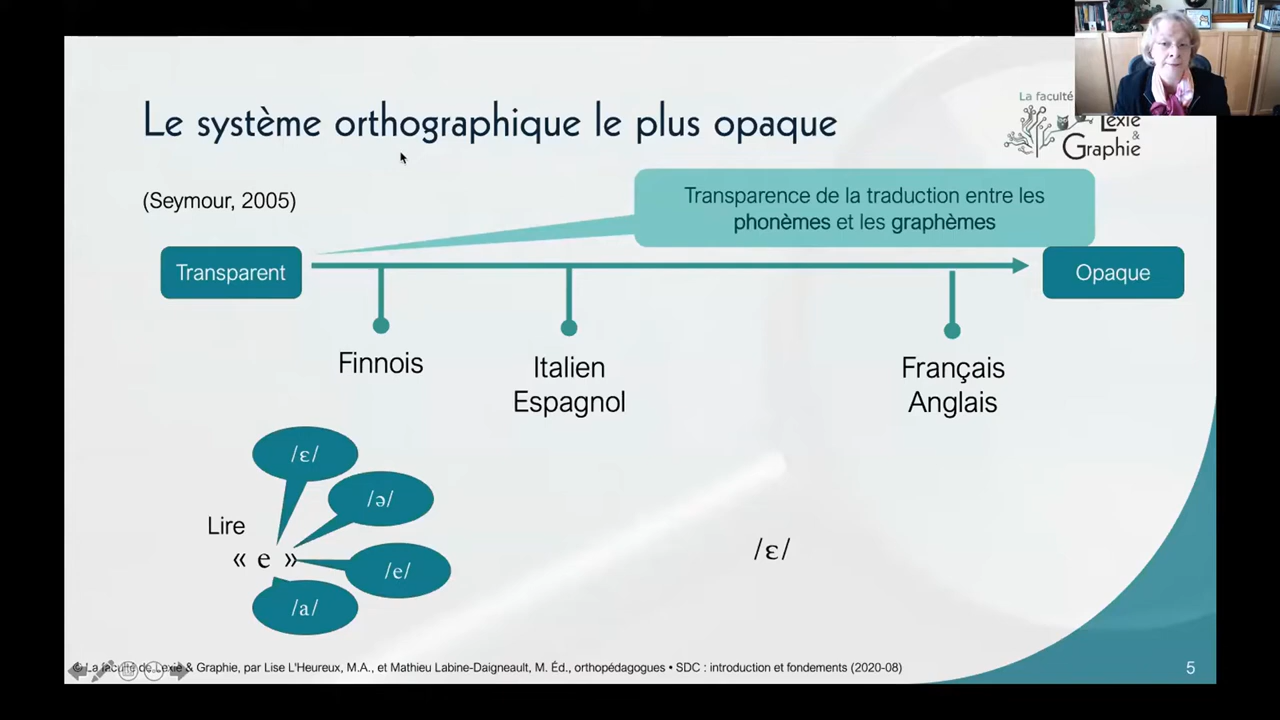 Le système orthographique le plus opaque
La faculté
Lexie
&
Graphie
(Seymour, 2005)
Transparence de la traduction entre les
phonèmes et les graphèmes
Transparent
Opaque
Finnois
Italien
Espagnol
Français
Anglais
/ɛ/
/ə/
Lire
« e »
/e/
/a/
/ɛ/
© La faculté de Lexie & Graphie, par Lise L'Heureux, M.A., et Mathieu Labine-Daigneault, M. Éd., orthopédagogues • SDC : introduction et fondements (2020-08)
5